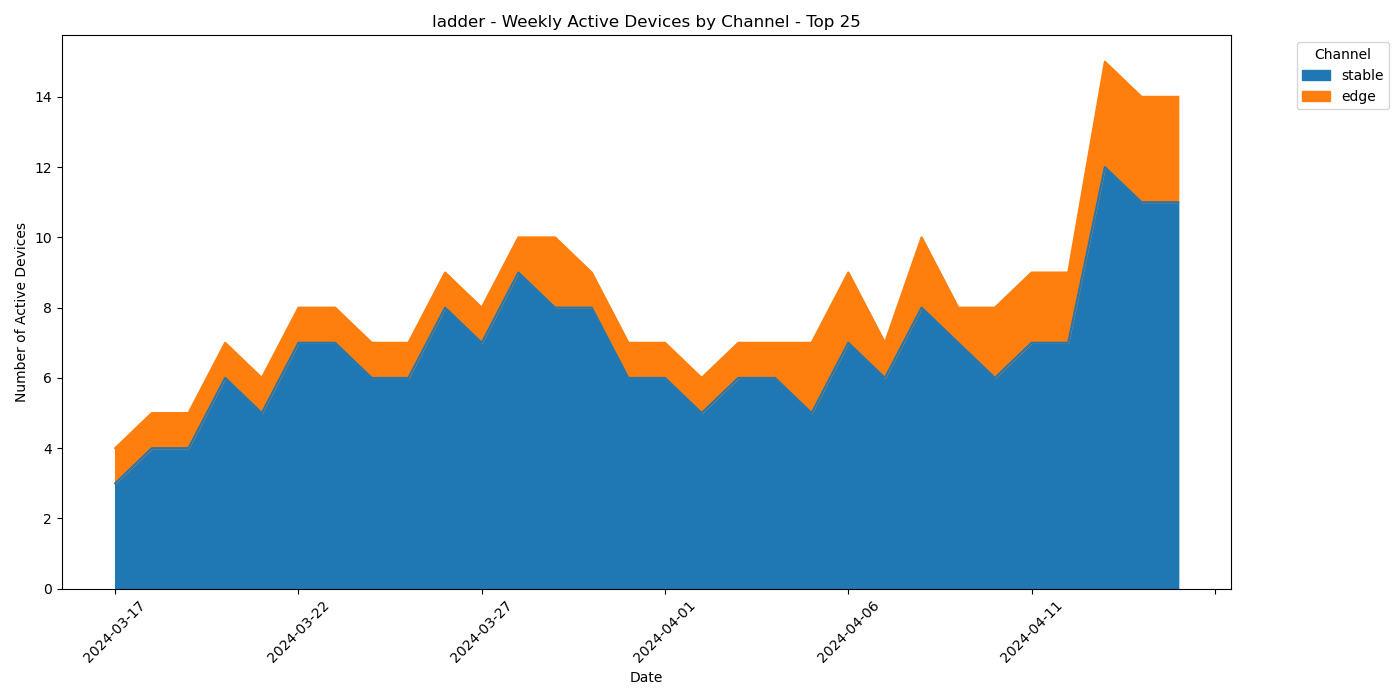 ladder - Weekly Active Devices by Channel - Top 25
Channel
stable
edge
Number of Active Devices
14
12
10
8
6
4
2
0
2024-03-17
2024-03-22
2024-03-27
2024-04-01
2024-04-06
2024-04-11
Date